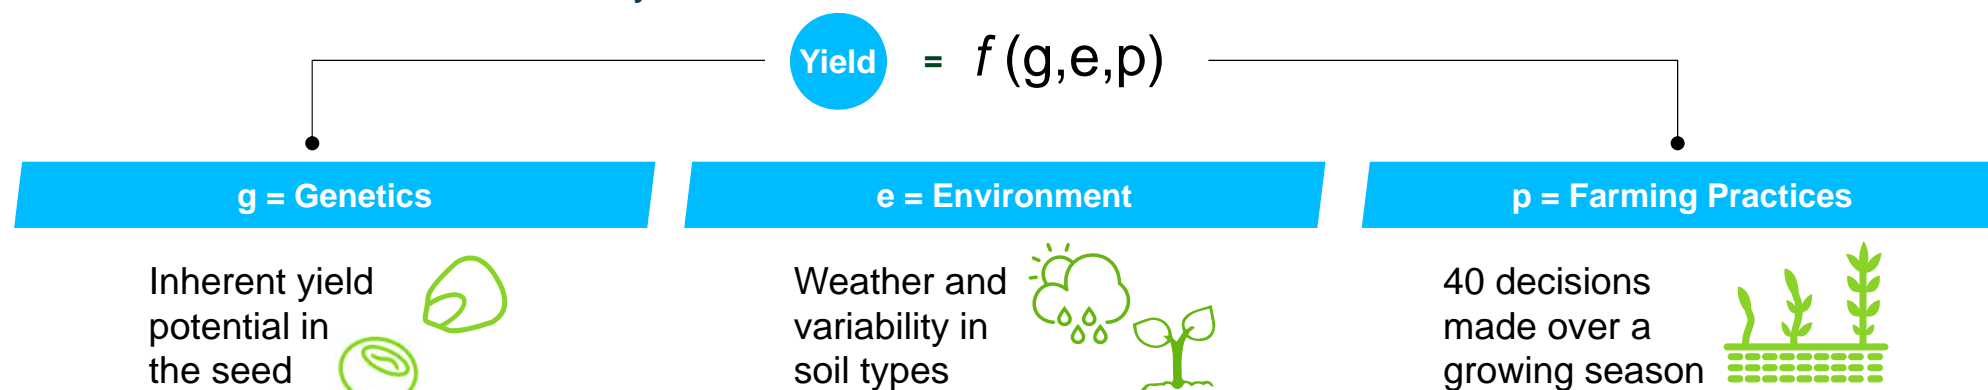 Yield = f (g,e,p)
g = Genetics
e = Environment
p = Farming Practices
Inherent yield
potential in
the seed
Weather and
variability in
soil types
40 decisions
made over a
growing season